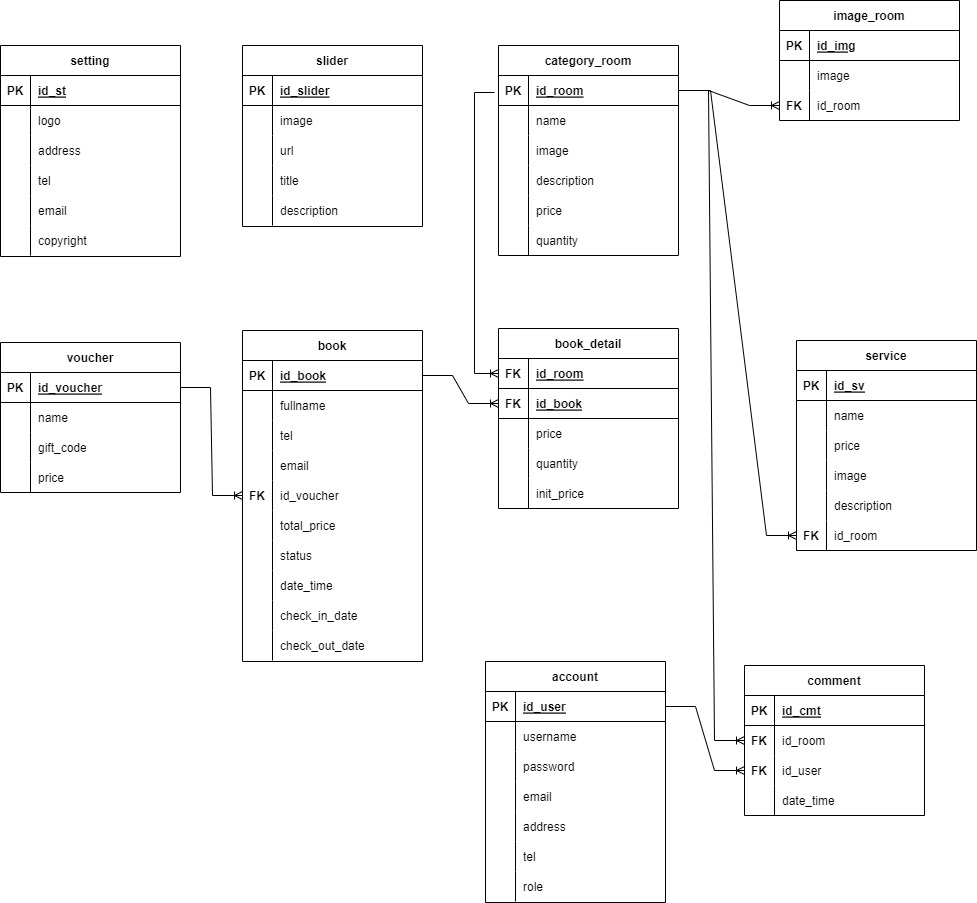 image_room
PK id_img
image
FK id_room
setting
PK id_st
logo
address
tel
email
copyright
slider
PK id_slider
image
url
title
description
category_room
PK id_room
name
image
description
price
quantity
voucher
PK id_voucher
name
gift_code
price
book
PK id_book
fullname
tel
email
FK id_voucher
total_price
status
date_time
check_in_date
check_out_date
book_detail
FK id_room
FK id_book
price
quantity
init_price
service
PK id_sv
name
price
image
description
FK id_room
account
PK id_user
username
password
email
address
tel
role
comment
PK id_cmt
FK id_room
FK id_user
date_time